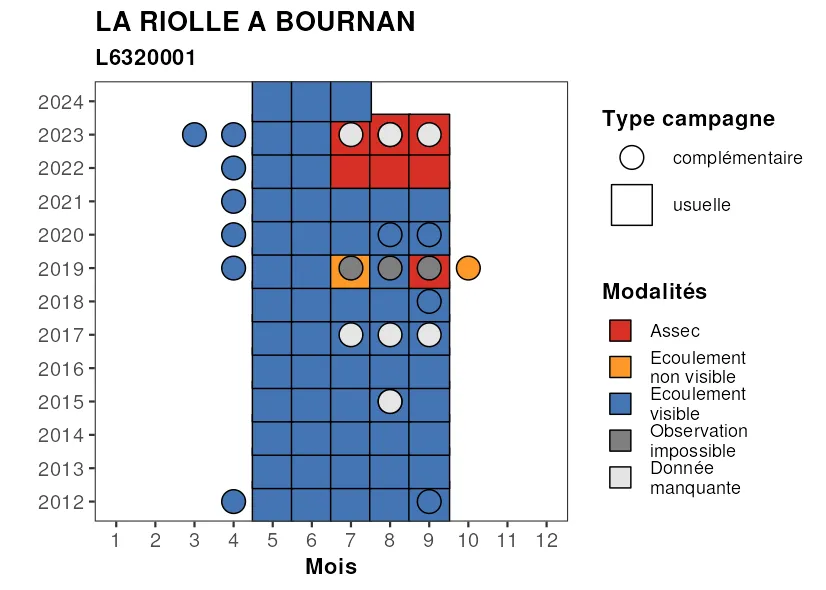 LA RIOLLE A BOURNAN
L6320001
2024
2023
2022
2021
2020
2019
2018
2017
2016
2015
2014
2013
2012
1 2 3 4 5 6 7 8 9 10 11 12
Mois
Type campagne
complémentaire
usuelle
Modalités
Assec
Ecoulement
non visible
Ecoulement
visible
Observation
impossible
Donnée
manquante